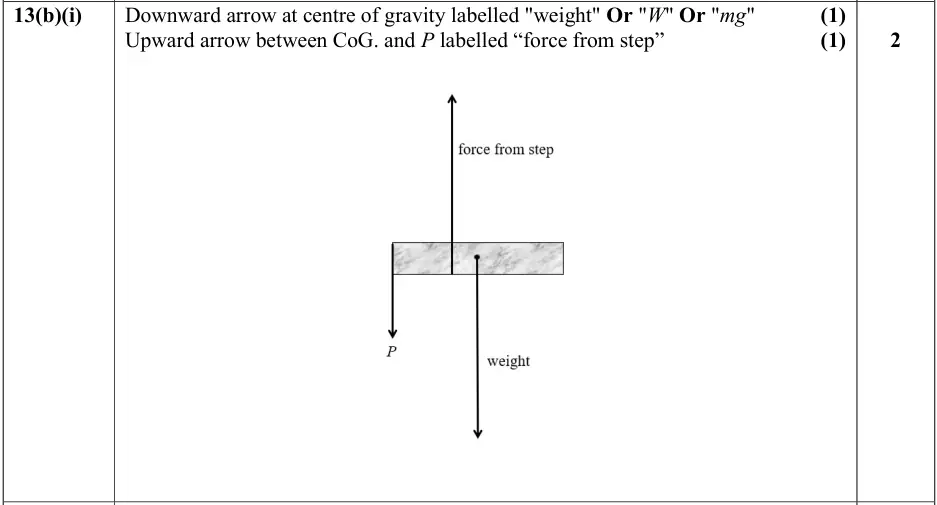 13(b)(i)
Downward arrow at centre of gravity labelled "weight" Or "W" Or "mg" (1)
Upward arrow between CoG. and P labelled “force from step” (1) 2
force from step
P
weight